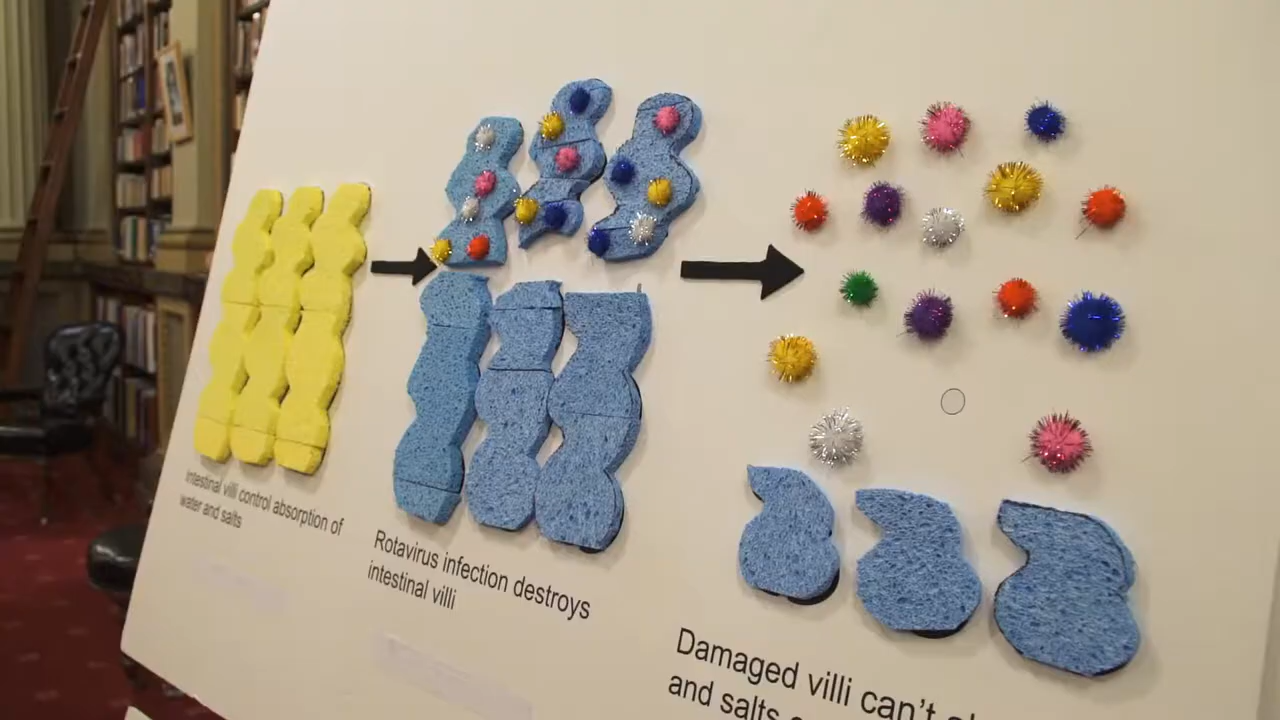 Intestinal villi control absorption of
water and salts
Rotavirus infection destroys
intestinal villi
Damaged villi can't
and salts